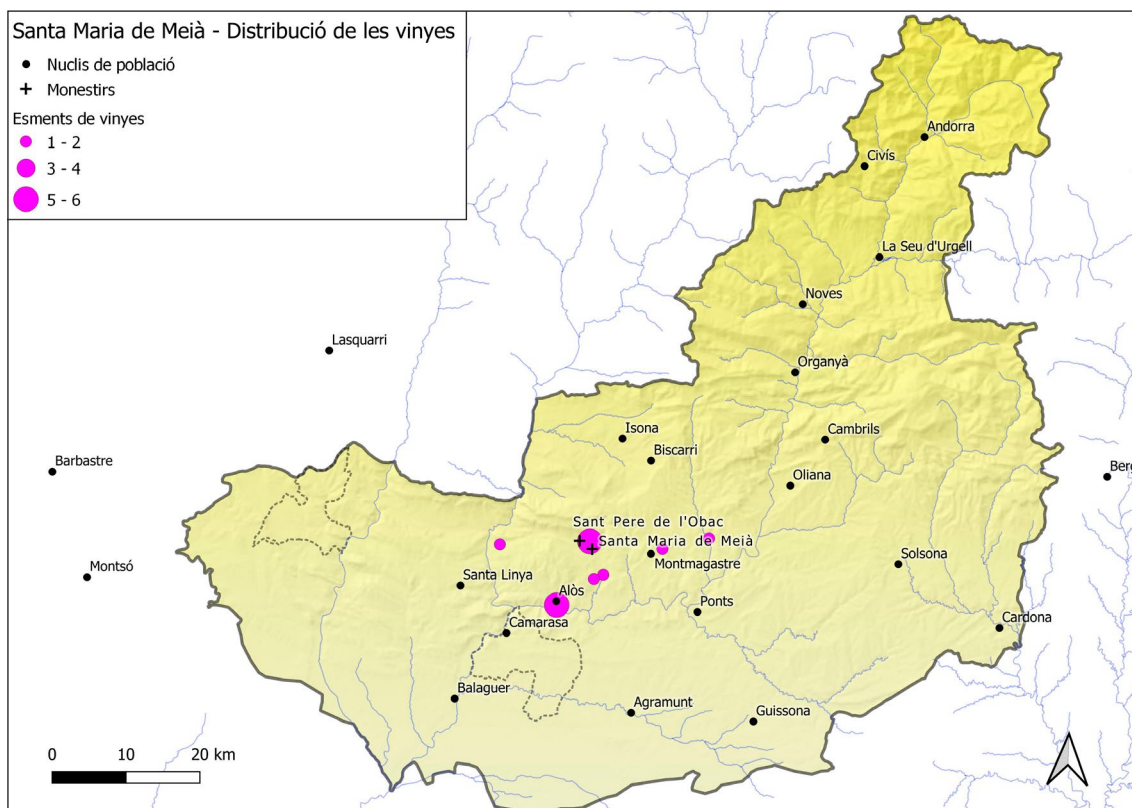 Santa Maria de Meià - Distribució de les vinyes
Nuclis de població
Monestirs
Esments de vinyes
1 - 2
3 - 4
5 - 6
Andorra
Civís
La Seu d'Urgell
Noves
Lasquarri
Organyà
Isona
Cambrils
Biscarri
Barbastre
Berg
Oliana
Sant Pere de l'Obac
Santa Maria de Meià
Montmagastre
Solsona
Montsó
Santa Linya
Alòs
Ponts
Camarasa
Cardona
Balaguer
Agramunt
Guissona
0 10 20 km